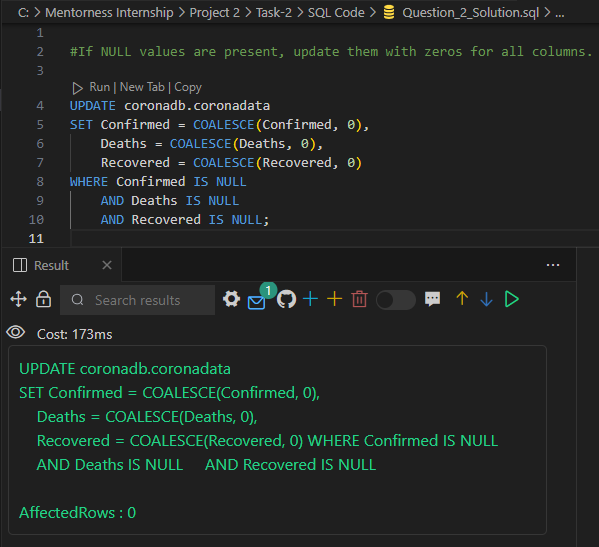 C: > Mentorness Internship > Project 2 > Task-2 > SQL Code > Question_2_Solution.sql > ...
1
2 #If NULL values are present, update them with zeros for all columns.
3
Run | New Tab | Copy
4 UPDATE coronadb.coronadata
5 SET Confirmed = COALESCE(Confirmed, 0),
6 Deaths = COALESCE(Deaths, 0),
7 Recovered = COALESCE(Recovered, 0)
8 WHERE Confirmed IS NULL
9 AND Deaths IS NULL
10 AND Recovered IS NULL;
11
Result
Search results
1
Cost: 173ms
UPDATE coronadb.coronadata
SET Confirmed = COALESCE(Confirmed, 0),
Deaths = COALESCE(Deaths, 0),
Recovered = COALESCE(Recovered, 0) WHERE Confirmed IS NULL
AND Deaths IS NULL AND Recovered IS NULL
AffectedRows : 0